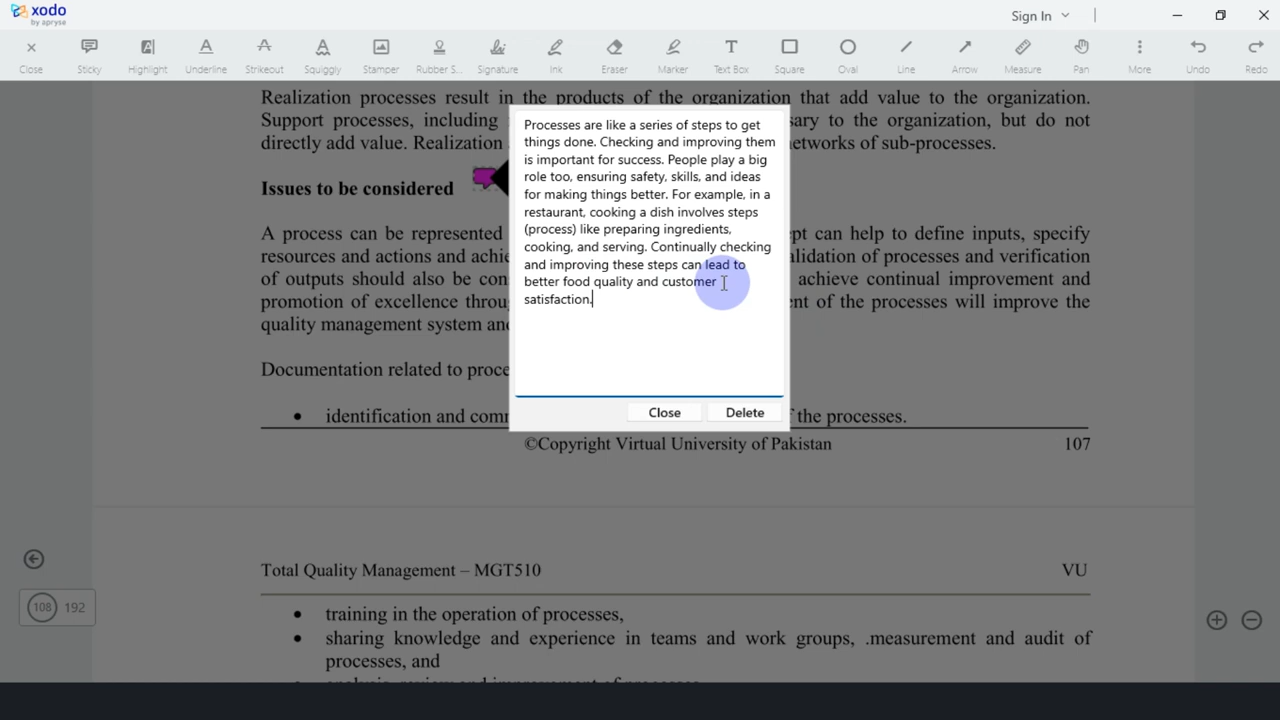 xodo
by apryse
Sign In
Close Sticky Highlight Underline Strikeout Squiggly Stamper Rubber S... Signature Ink Eraser Marker Text Box Square Oval Line Arrow Measure Pan More Undo Redo
Realization processes result in the products of the organization that add value to the organization.
Support processes, including sary to the organization, but do not
directly add value. Realization etworks of sub-processes.
Issues to be considered
A process can be represented pt can help to define inputs, specify
resources and actions and achie alidation of processes and verification
of outputs should also be con achieve continual improvement and
promotion of excellence throu nt of the processes will improve the
quality management system and
Documentation related to proce
• identification and comm f the processes.
Processes are like a series of steps to get
things done. Checking and improving them
is important for success. People play a big
role too, ensuring safety, skills, and ideas
for making things better. For example, in a
restaurant, cooking a dish involves steps
(process) like preparing ingredients,
cooking, and serving. Continually checking
and improving these steps can lead to
better food quality and customer
satisfaction.
Close Delete
©Copyright Virtual University of Pakistan 107
Total Quality Management – MGT510 VU
• training in the operation of processes,
• sharing knowledge and experience in teams and work groups, .measurement and audit of
processes, and
108 192